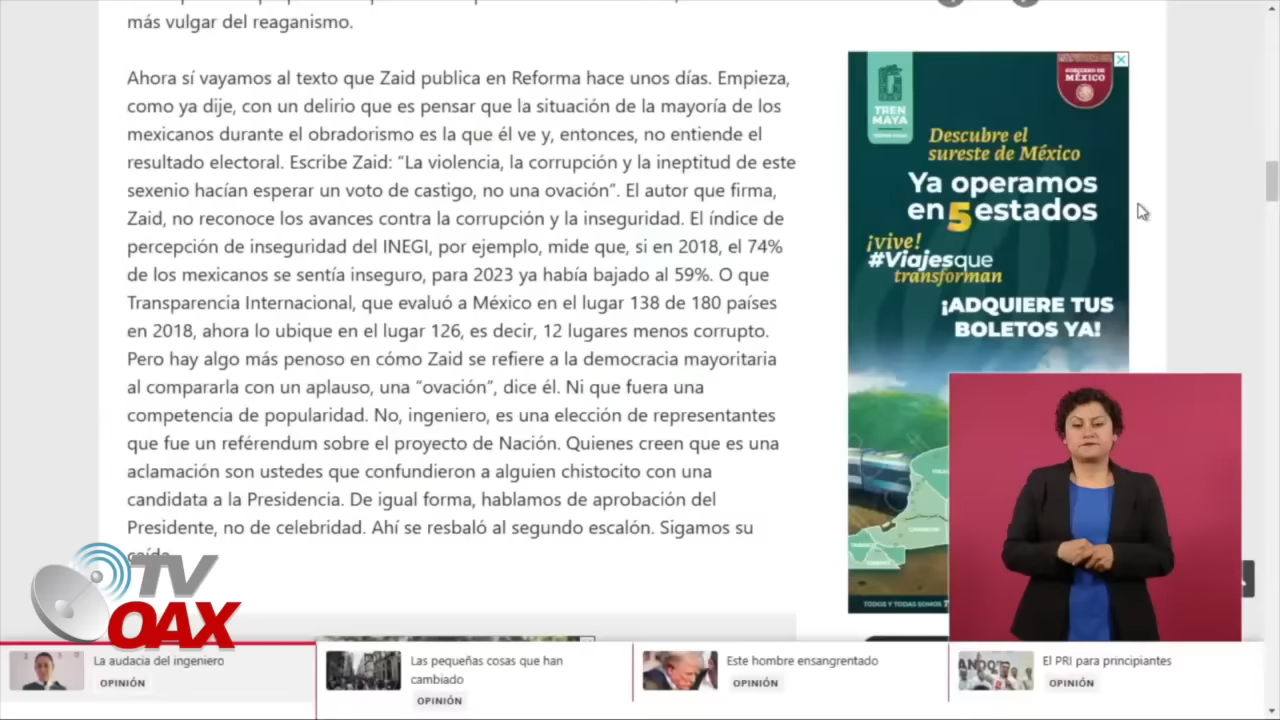 más vulgar del reaganismo.
Ahora sí vayamos al texto que Zaid publica en Reforma hace unos días. Empieza,
como ya dije, con un delirio que es pensar que la situación de la mayoría de los
mexicanos durante el obradorismo es la que él ve y, entonces, no entiende el
resultado electoral. Escribe Zaid: “La violencia, la corrupción y la ineptitud de este
sexenio hacían esperar un voto de castigo, no una ovación”. El autor que firma,
Zaid, no reconoce los avances contra la corrupción y la inseguridad. El índice de
percepción de inseguridad del INEGI, por ejemplo, mide que, si en 2018, el 74%
de los mexicanos se sentía inseguro, para 2023 ya había bajado al 59%. O que
Transparencia Internacional, que evaluó a México en el lugar 138 de 180 países
en 2018, ahora lo ubique en el lugar 126, es decir, 12 lugares menos corrupto.
Pero hay algo más penoso en cómo Zaid se refiere a la democracia mayoritaria
al compararla con un aplauso, una “ovación”, dice él. Ni que fuera una
competencia de popularidad. No, ingeniero, es una elección de representantes
que fue un reférendum sobre el proyecto de Nación. Quienes creen que es una
aclamación son ustedes que confundieron a alguien chistocito con una
candidata a la Presidencia. De igual forma, hablamos de aprobación del
Presidente, no de celebridad. Ahí se resbaló al segundo escalón. Sigamos su
caída.
TREN
MAYA
GOBIERNO DE
MÉXICO
Descubre el
sureste de México
Ya operamos
en 5 estados
¡vive!
#Viajesque
transforman
¡ADQUIERE TUS
BOLETOS YA!
TODOS Y TODAS SOMOS
TV
OAX
La audacia del ingeniero
OPINIÓN
Las pequeñas cosas que han
cambiado
OPINIÓN
Este hombre ensangrentado
OPINIÓN
El PRI para principiantes
OPINIÓN